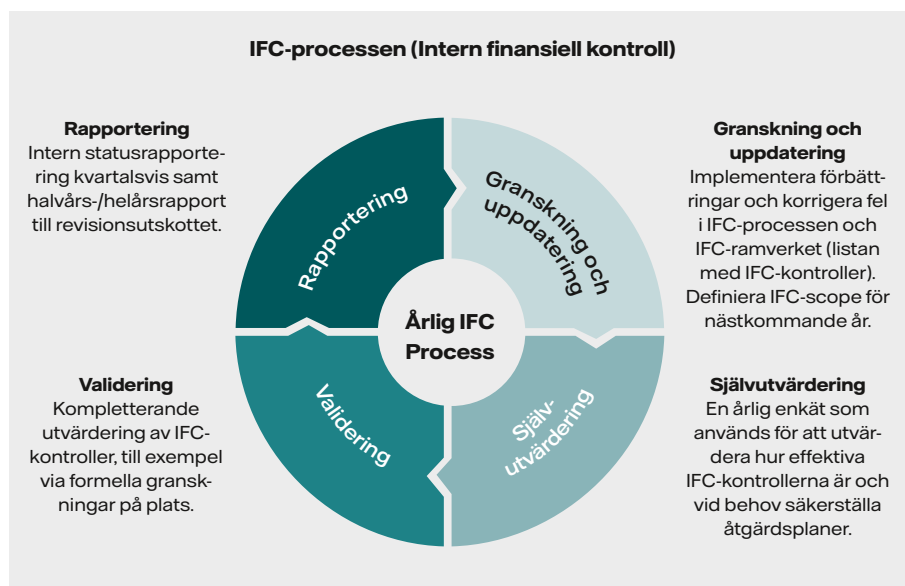 IFC-processen (Intern finansiell kontroll)
Rapportering
Intern statusrapporte-
ring kvartalsvis samt
halvårs-/helårsrapport
till revisionsutskottet.
Granskning och
uppdatering
Implementera förbätt-
ringar och korrigera fel
i IFC-processen och
IFC-ramverket (listan
med IFC-kontroller).
Definiera IFC-scope för
nästkommande år.
Rapportering
Granskning och
uppdatering
Årlig IFC
Process
Validering
Själv-
utvärdering
Validering
Kompletterande
utvärdering av IFC-
kontroller, till exempel
via formella gransk-
ningar på plats.
Självutvärdering
En årlig enkät som
används för att utvär-
dera hur effektiva
IFC-kontrollerna är och
vid behov säkerställa
åtgärdsplaner.